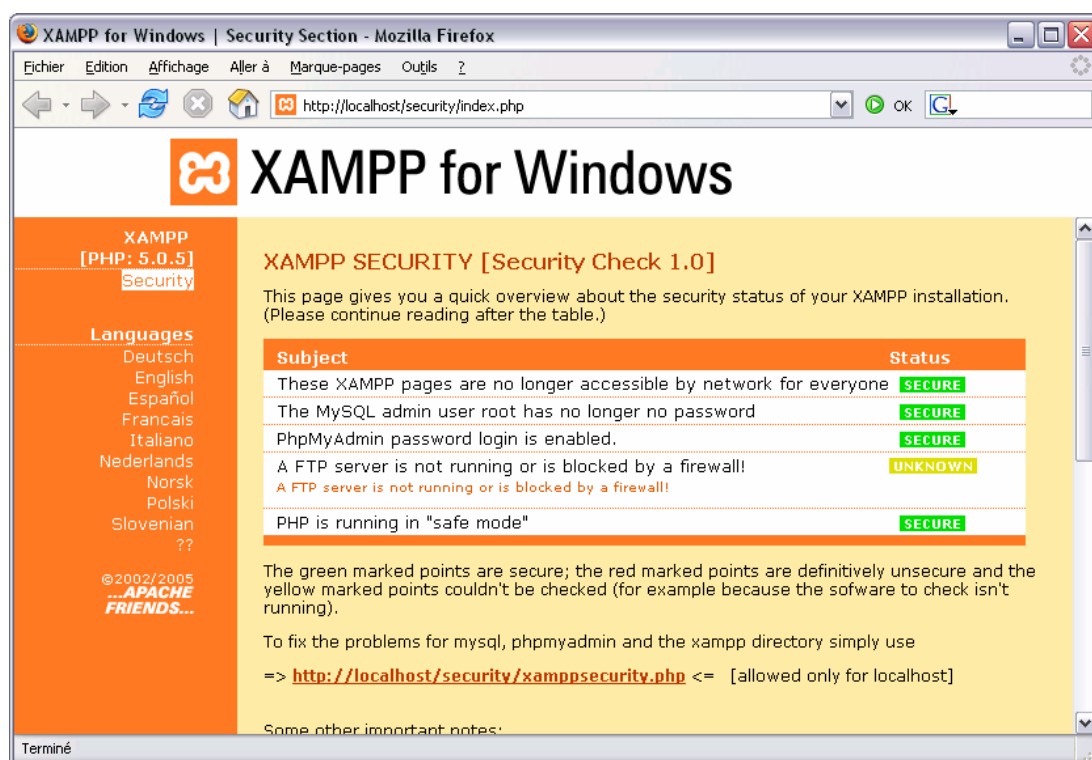 XAMPP for Windows | Security Section - Mozilla Firefox
Fichier Edition Affichage Aller à Marque-pages Outils ?
http://localhost/security/index.php OK G
XAMPP for Windows
XAMPP
[PHP: 5.0.5]
Security
Languages
Deutsch
English
Español
Francais
Italiano
Nederlands
Norsk
Polski
Slovenian
??
©2002/2005
...APACHE
FRIENDS...
XAMPP SECURITY [Security Check 1.0]
This page gives you a quick overview about the security status of your XAMPP installation.
(Please continue reading after the table.)
Subject Status
These XAMPP pages are no longer accessible by network for everyone SECURE
The MySQL admin user root has no longer no password SECURE
PhpMyAdmin password login is enabled. SECURE
A FTP server is not running or is blocked by a firewall! UNKNOWN
A FTP server is not running or is blocked by a firewall!
PHP is running in "safe mode" SECURE
The green marked points are secure; the red marked points are definitively unsecure and the
yellow marked points couldn't be checked (for example because the sofware to check isn't
running).
To fix the problems for mysql, phpmyadmin and the xampp directory simply use
=> http://localhost/security/xamppsecurity.php <= [allowed only for localhost]
Some other important notes:
Terminé